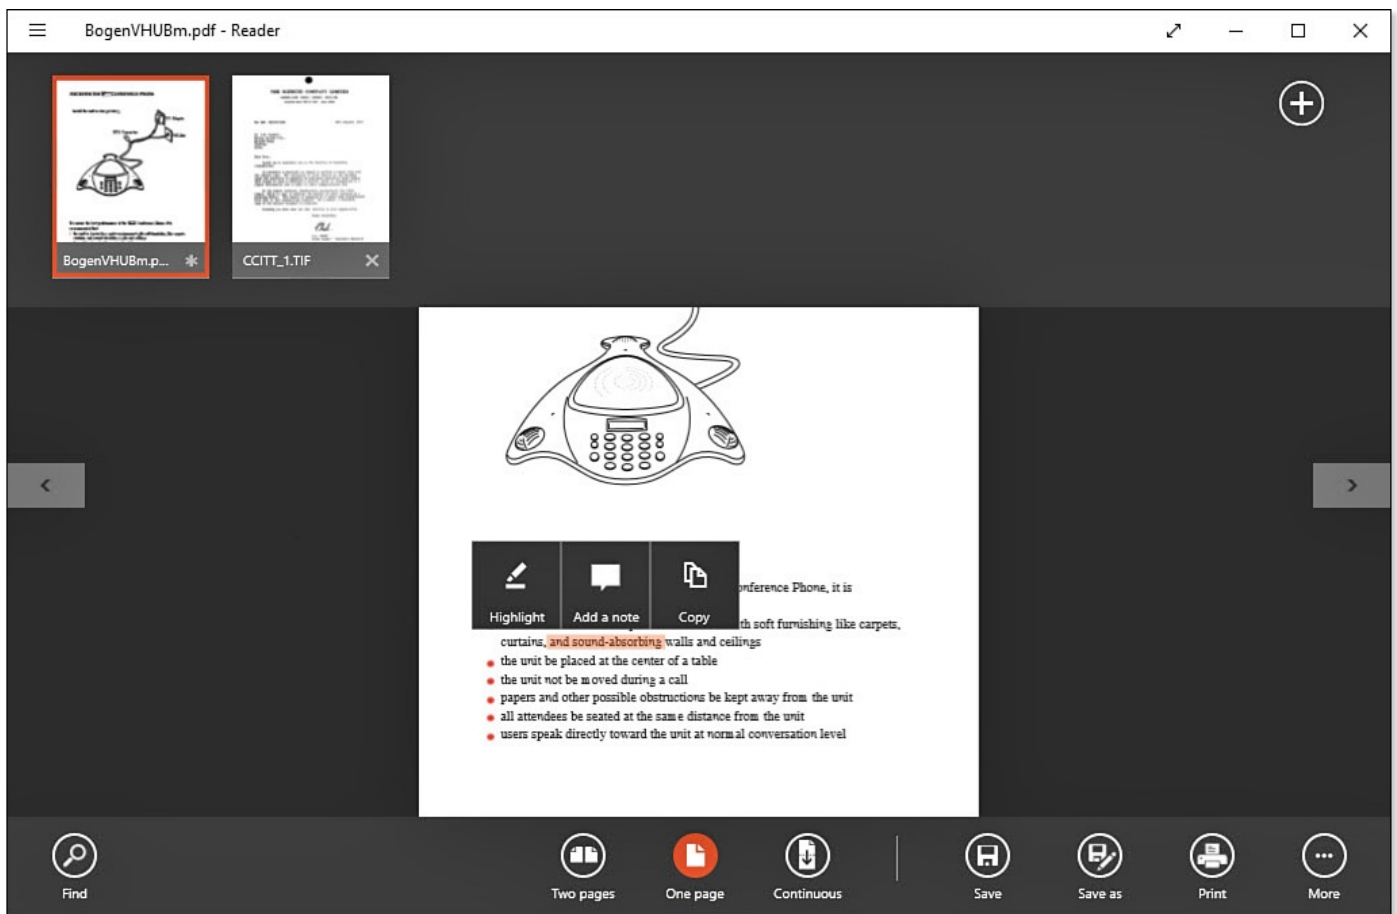 BogenVHUBm.pdf - Reader
BogenVHUBm.p...
CCITT_1.TIF
Highlight
Add a note
Copy
onference Phone, it is
th soft furnishing like carpets,
curtains, and sound-absorbing walls and ceilings
the unit be placed at the center of a table
the unit not be moved during a call
papers and other possible obstructions be kept away from the unit
all attendees be seated at the same distance from the unit
users speak directly toward the unit at normal conversation level
Find
Two pages
One page
Continuous
Save
Save as
Print
More